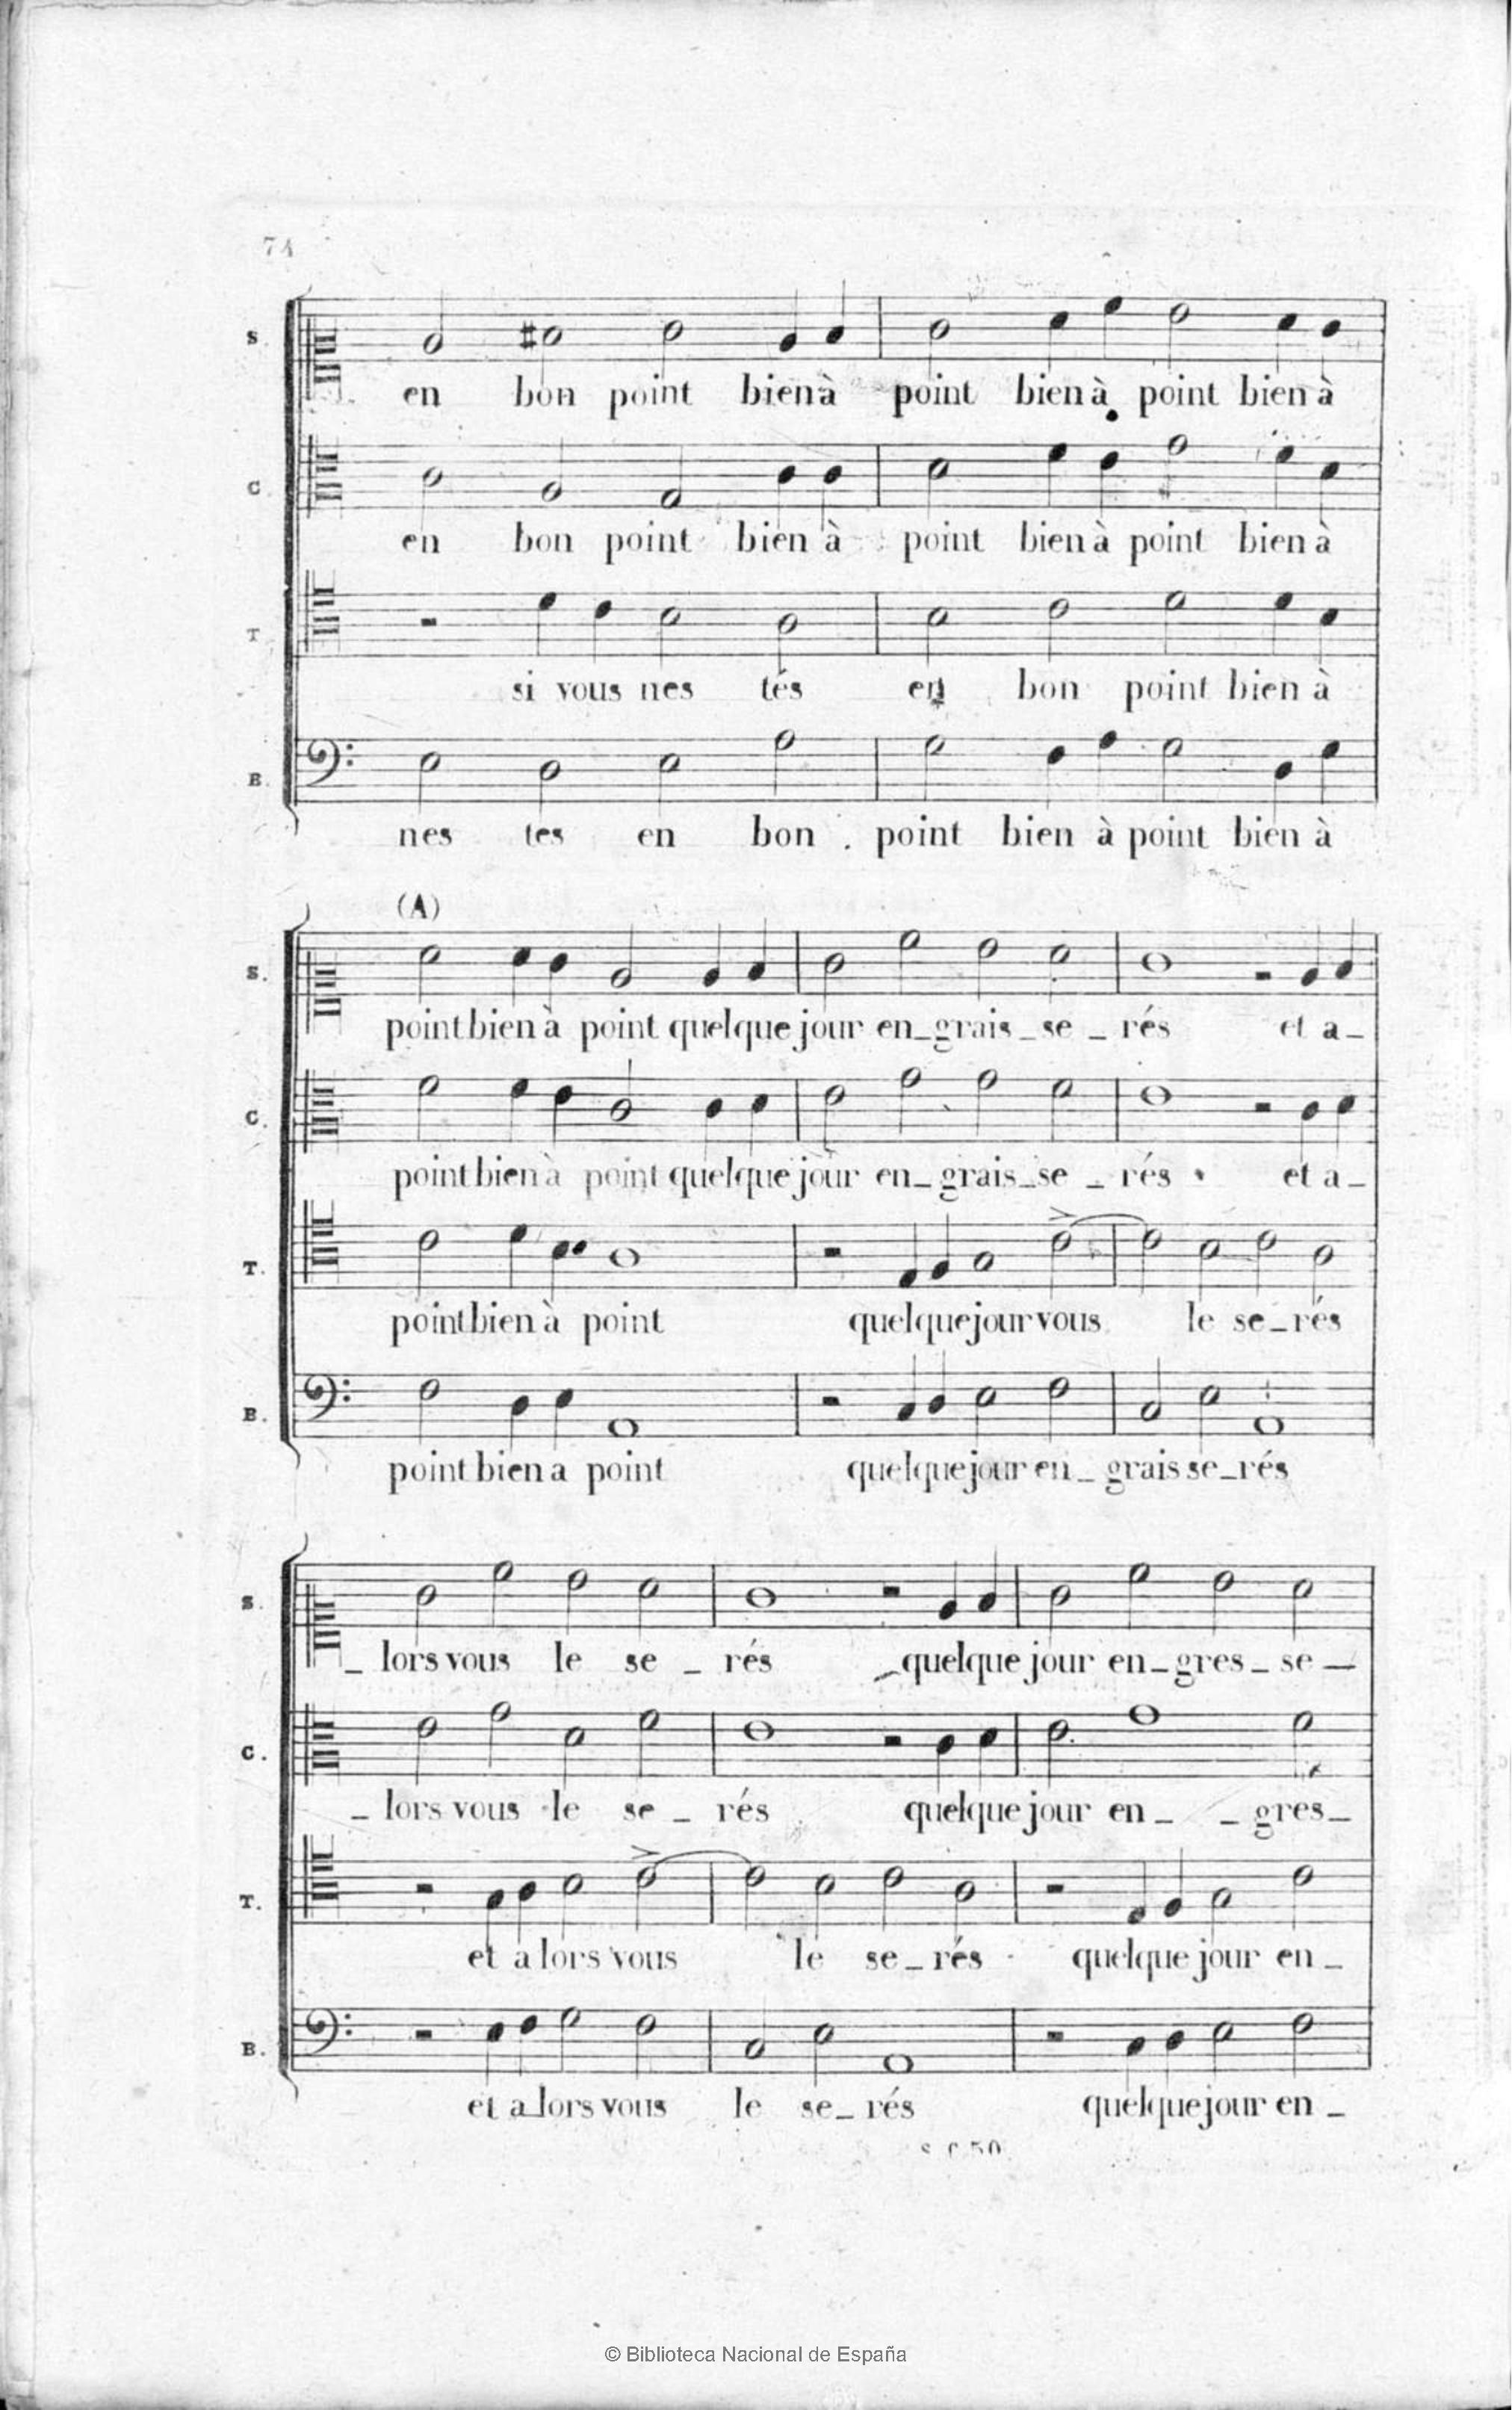 74
S.
en bon point bien à point bien à point bien à
C.
en bon point bien à point bien à point bien à
T
si vous nes tés en bon point bien à
B.
nes tes en bon point bien à point bien à
(A)
S.
point bien à point quelque jour en_grais_se_rés et a_
C.
point bien à point quelque jour en_grais_se_rés et a_
T.
point bien à point quelque jour vous le se_rés
B.
point bien a point quelque jour en_grais se_rés
S.
_lors vous le se_rés quelque jour en_gres_se_
C.
_lors vous le se_rés quelque jour en__gres_
T.
et a lors vous le se_rés quelque jour en_
B.
et a_lors vous le se_rés quelque jour en_
© Biblioteca Nacional de España